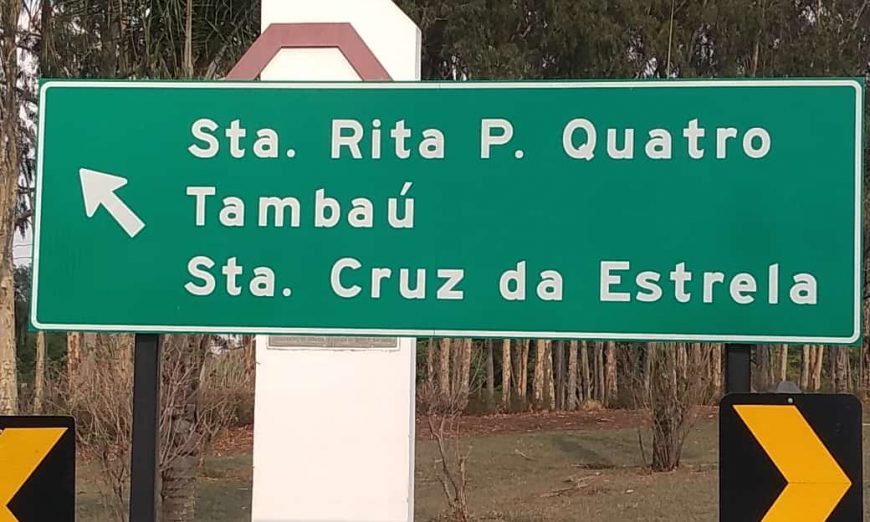 Sta. Rita P. Quatro
Tambaú
Sta. Cruz da Estrela